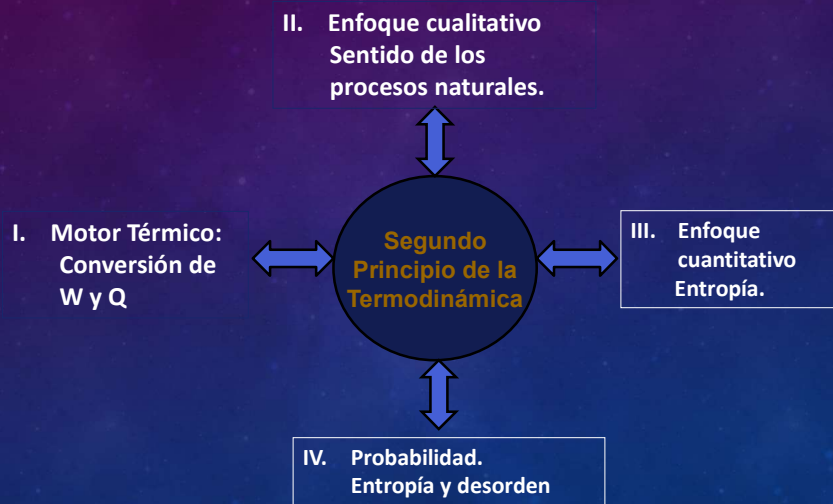 II. Enfoque cualitativo
Sentido de los
procesos naturales.
I. Motor Térmico:
Conversión de
W y Q
Segundo
Principio de la
Termodinámica
III. Enfoque
cuantitativo
Entropía.
IV. Probabilidad.
Entropía y desorden